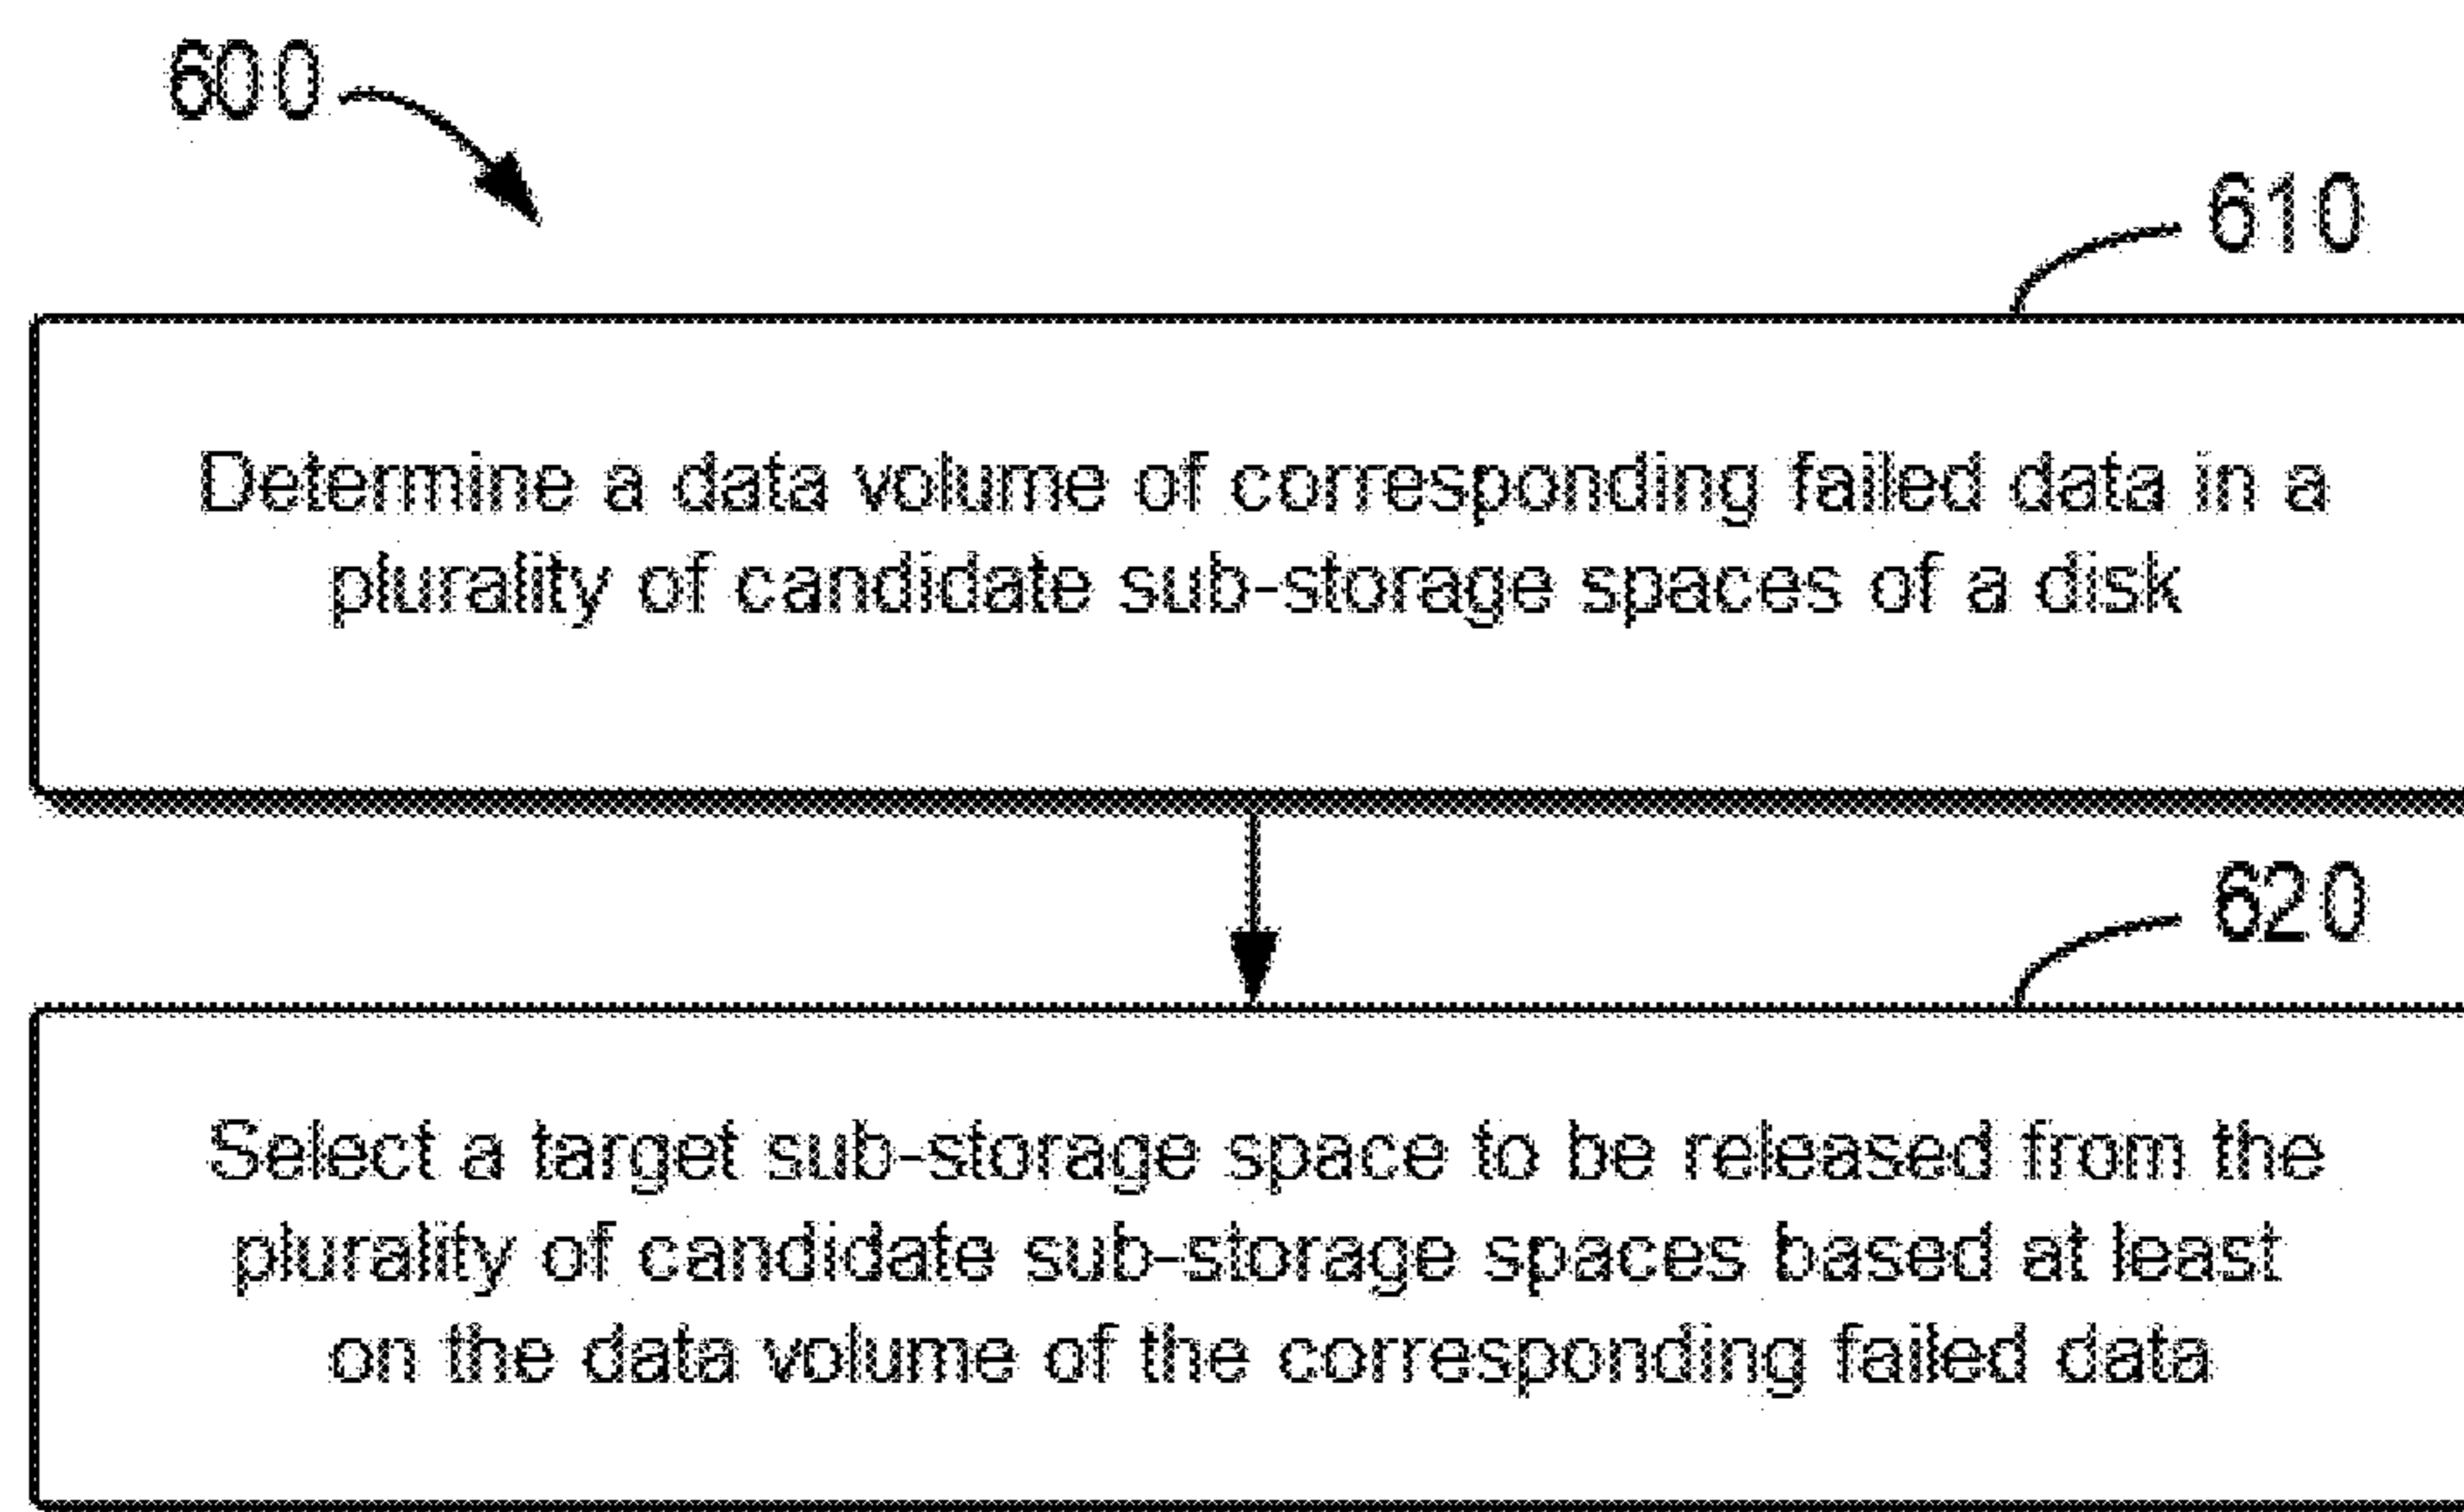 600
610
Determine a data volume of corresponding failed data in a
plurality of candidate sub-storage spaces of a disk
620
Select a target sub-storage space to be released from the
plurality of candidate sub-storage spaces based at least
on the data volume of the corresponding failed data